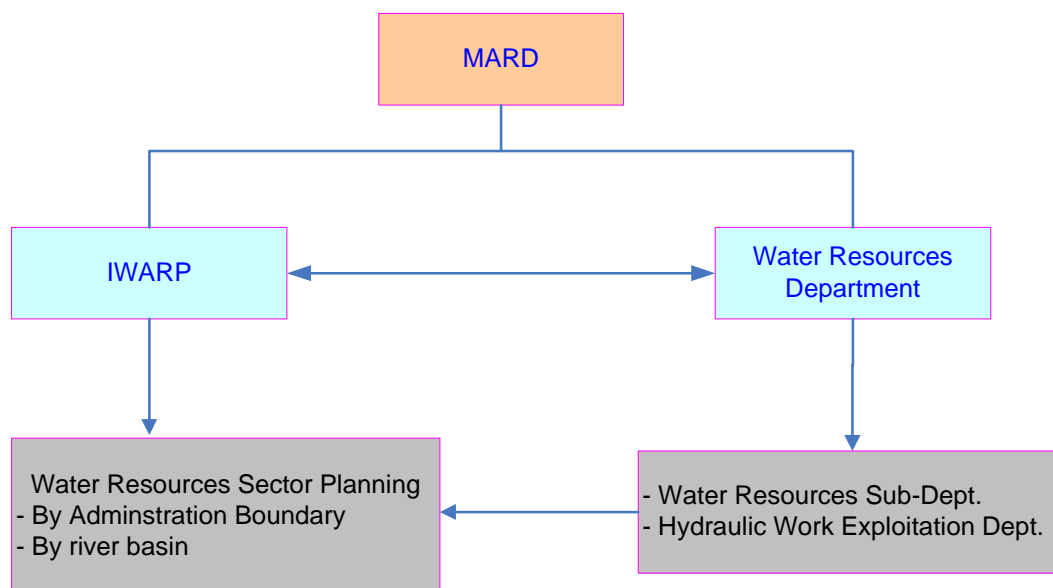 MARD
IWARP
Water Resources
Department
Water Resources Sector Planning
- By Adminstration Boundary
- By river basin
- Water Resources Sub-Dept.
- Hydraulic Work Exploitation Dept.